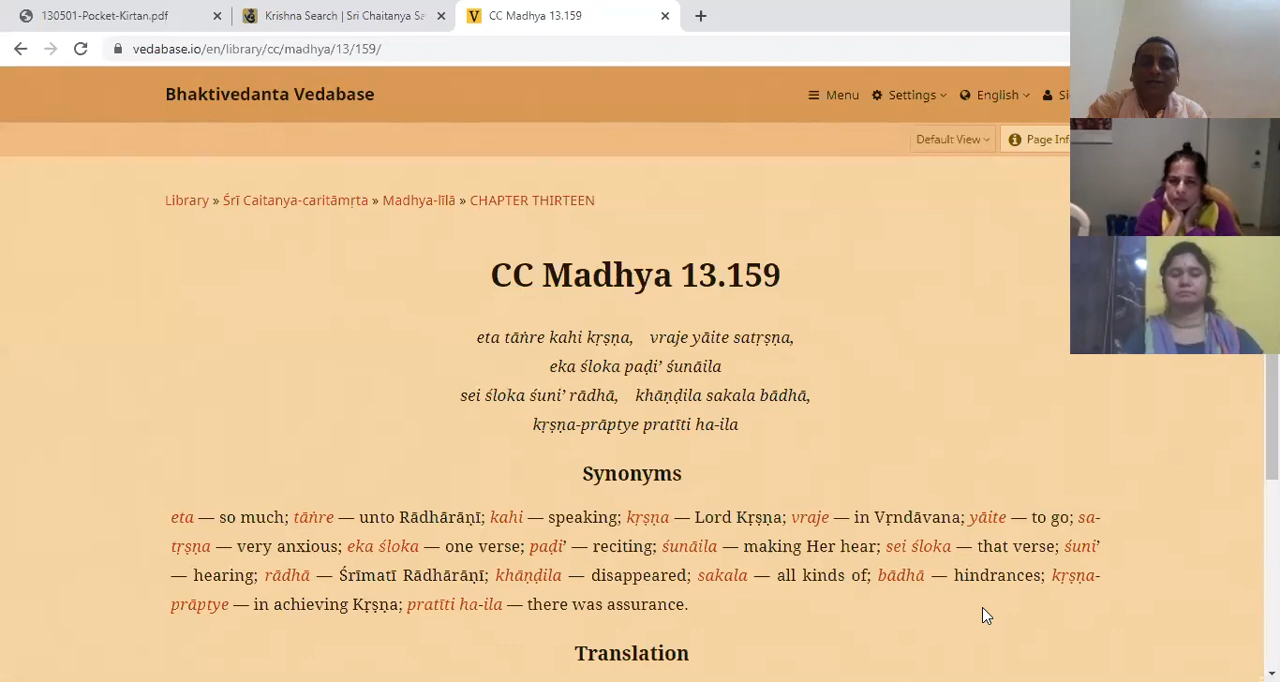 130501-Pocket-Kirtan.pdf
Krishna Search | Sri Chaitanya Sa
CC Madhya 13.159
vedabase.io/en/library/cc/madhya/13/159/
Bhaktivedanta Vedabase
Menu Settings English Si
Default View Page Inf
Library » Śrī Caitanya-caritāmṛta » Madhya-līlā » CHAPTER THIRTEEN
CC Madhya 13.159
eta tāṅre kahi kṛṣṇa, vraje yāite satṛṣṇa,
eka śloka paḍi’ śunāila
sei śloka śuni’ rādhā, khāṇḍila sakala bādhā,
kṛṣṇa-prāptye pratīti ha-ila
Synonyms
eta — so much; tāṅre — unto Rādhārāṇī; kahi — speaking; kṛṣṇa — Lord Kṛṣṇa; vraje — in Vṛndāvana; yāite — to go; sa-
tṛṣṇa — very anxious; eka śloka — one verse; paḍi’ — reciting; śunāila — making Her hear; sei śloka — that verse; śuni’
— hearing; rādhā — Śrīmatī Rādhārāṇī; khāṇḍila — disappeared; sakala — all kinds of; bādhā — hindrances; kṛṣṇa-
prāptye — in achieving Kṛṣṇa; pratīti ha-ila — there was assurance.
Translation